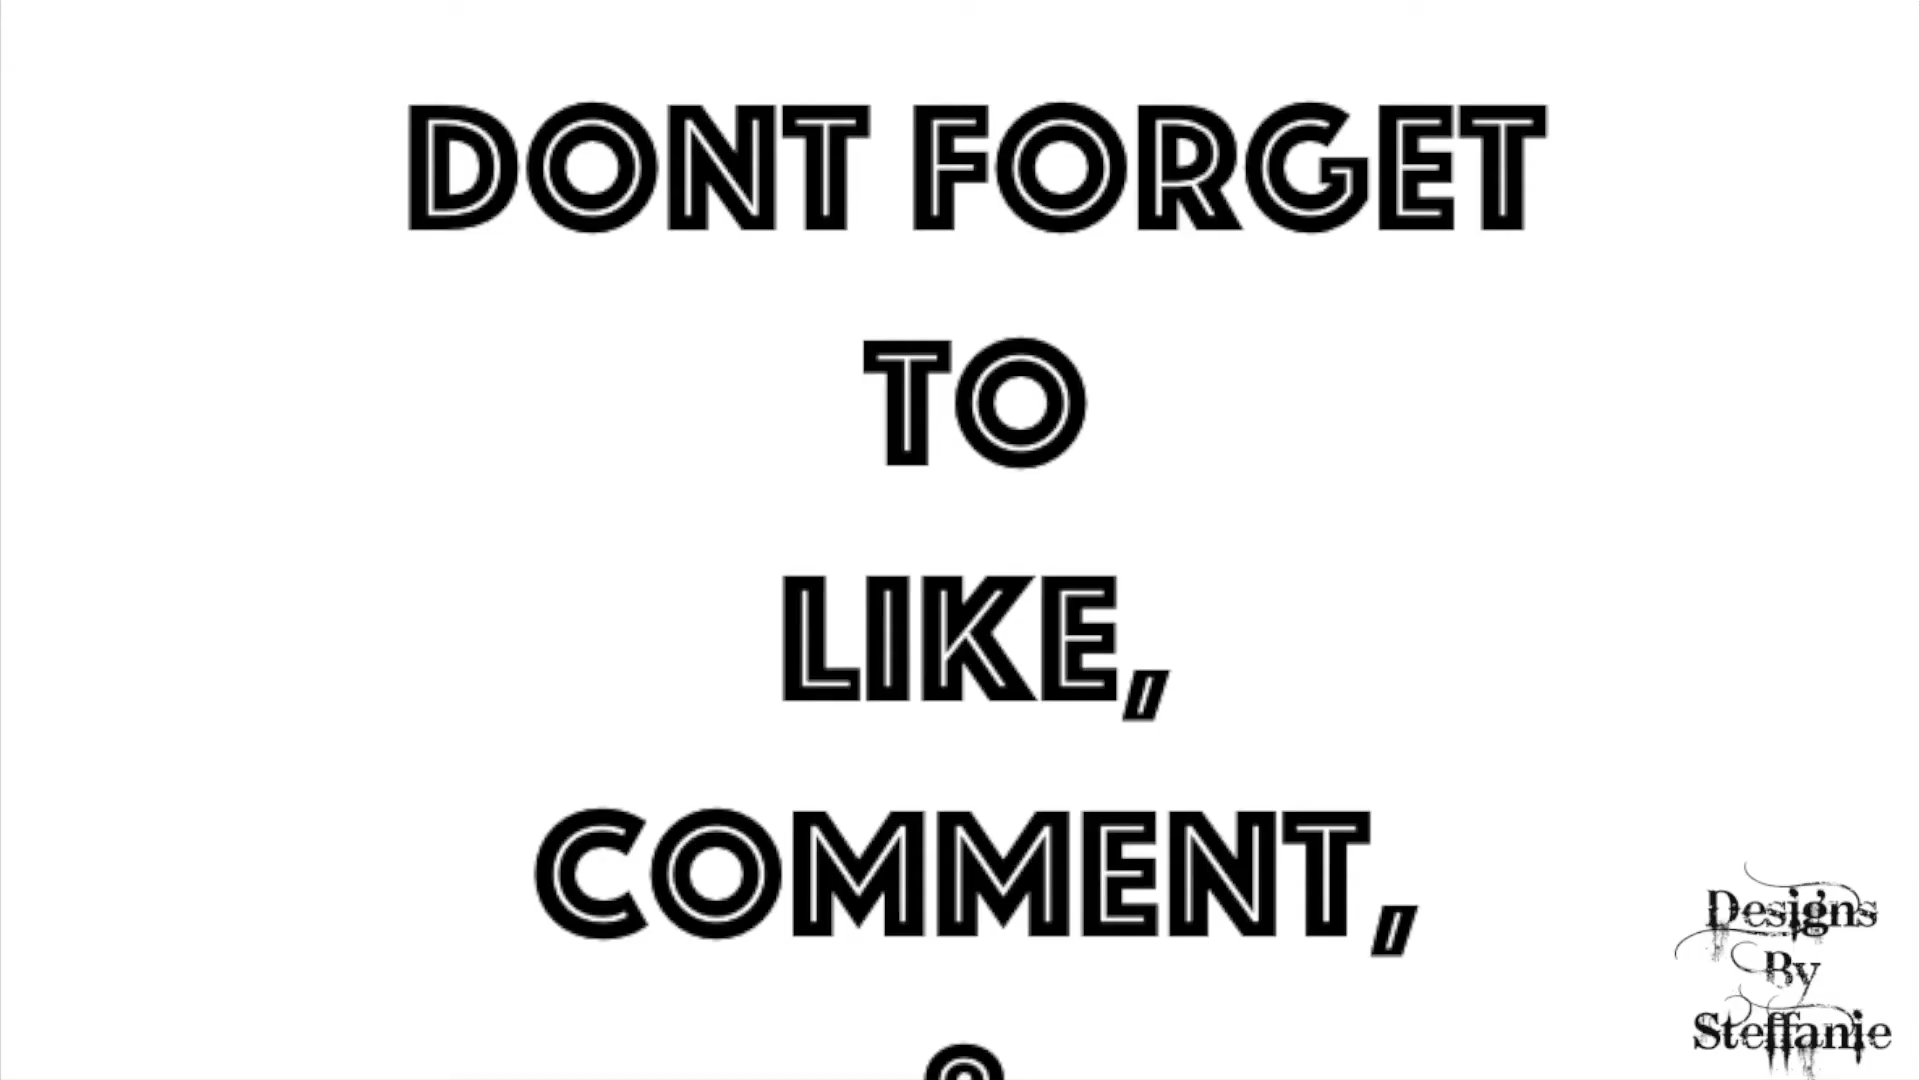 DONT FORGET
TO
LIKE,
COMMENT,
Designs
By
Steffanie